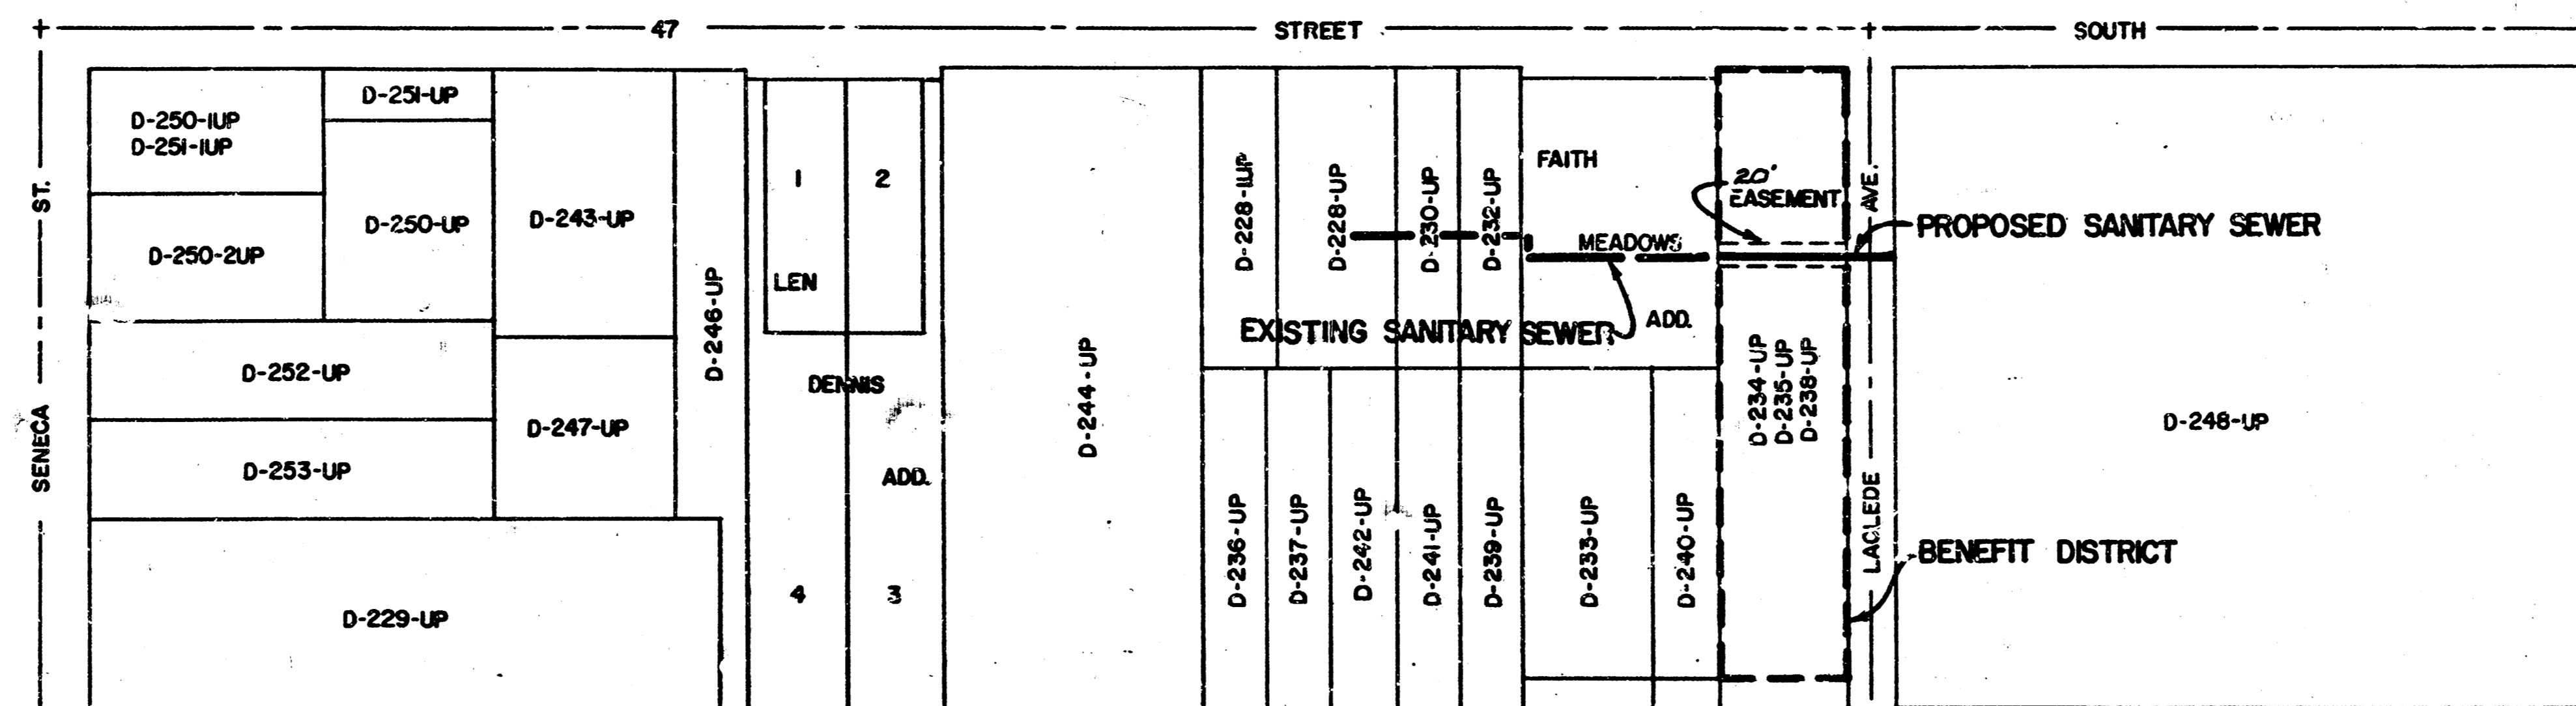 47 STREET SOUTH
SENECA ST.
D-250-1UP
D-251-1UP
D-251-UP
D-250-UP
D-250-2UP
D-243-UP
D-252-UP
D-253-UP
D-247-UP
D-246-UP
D-229-UP
1
2
LEN
DENNIS
ADD.
4
3
D-244-UP
D-228-1UP
D-228-UP
D-230-UP
D-232-UP
FAITH
MEADOWS
ADD.
EXISTING SANITARY SEWER
D-236-UP
D-237-UP
D-242-UP
D-241-UP
D-239-UP
D-233-UP
D-240-UP
20'
EASEMENT
D-234-UP
D-235-UP
D-238-UP
LACLEDE AVE.
PROPOSED SANITARY SEWER
BENEFIT DISTRICT
D-248-UP